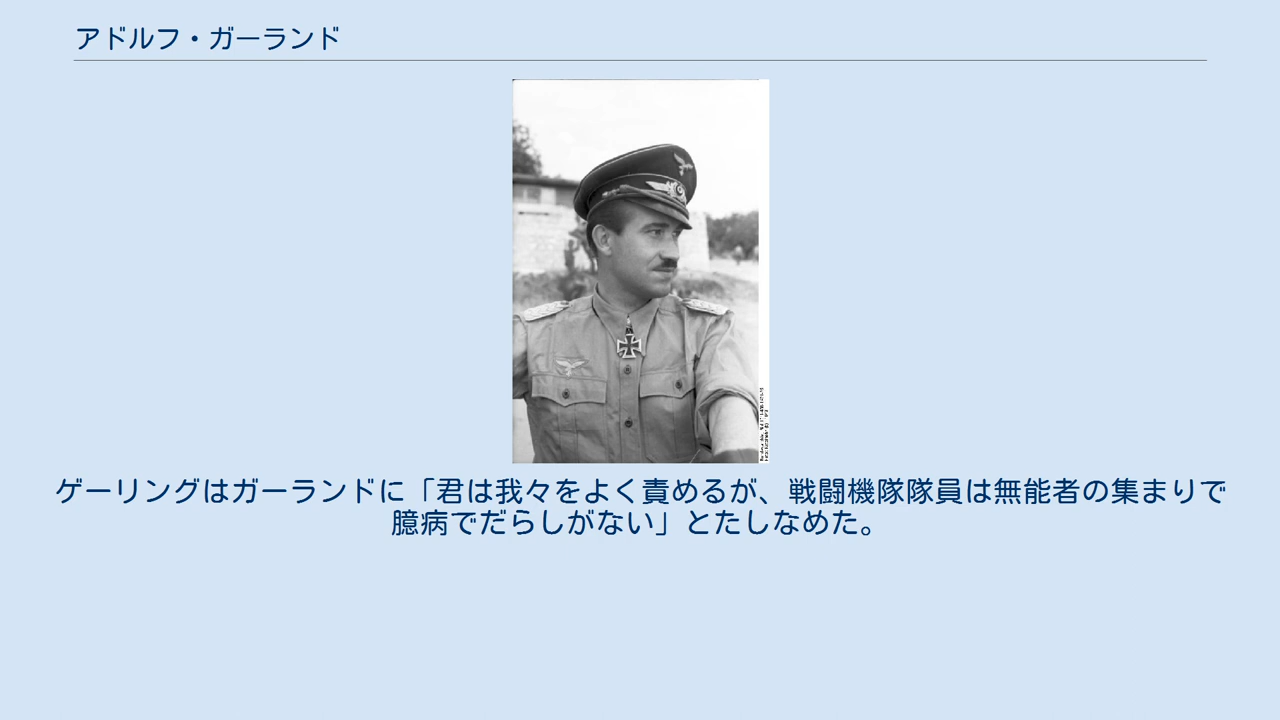 アドルフ・ガーランド
ゲーリングはガーランドに「君は我々をよく責めるが、戦闘機隊隊員は無能者の集まりで
臆病でだらしがない」とたしなめた。